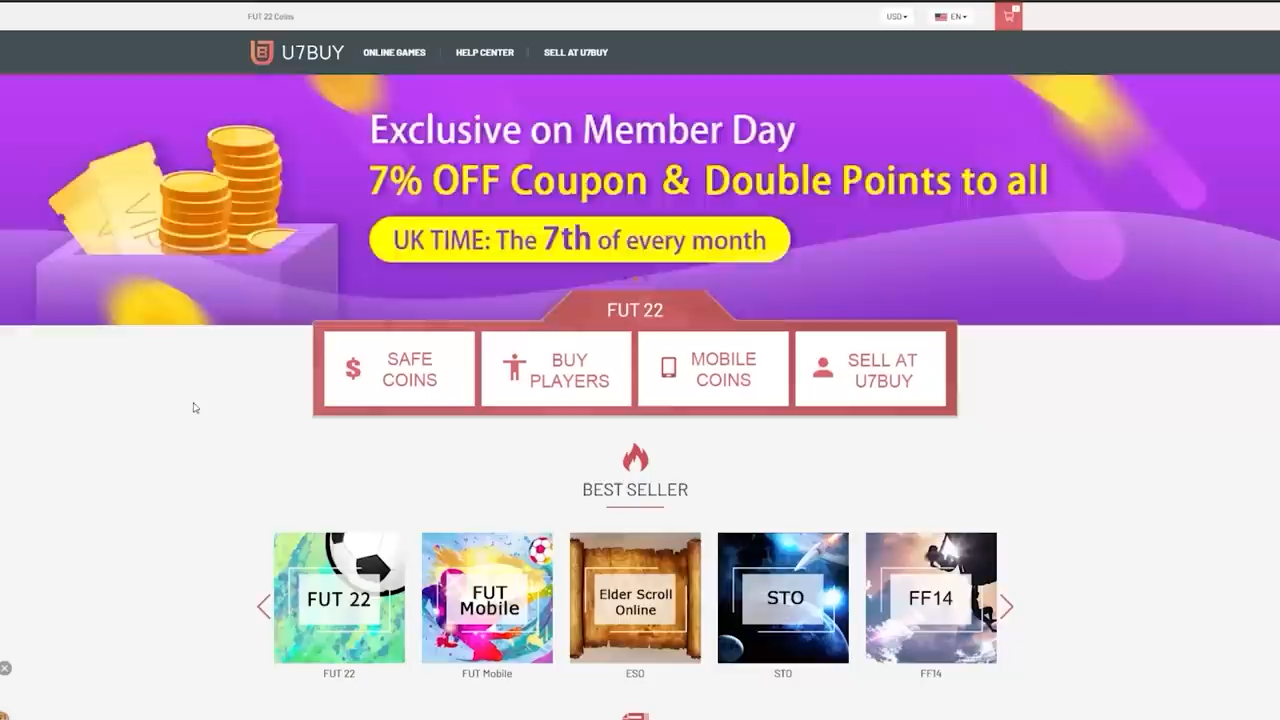 FUT 22 Coins
USD
EN
U7BUY
ONLINE GAMES
HELP CENTER
SELL AT U7BUY
Exclusive on Member Day
7% OFF Coupon & Double Points to all
UK TIME: The 7th of every month
VIP
FUT 22
SAFE
COINS
BUY
PLAYERS
MOBILE
COINS
SELL AT
U7BUY
BEST SELLER
FUT 22
FUT
Mobile
Elder Scroll
Online
STO
FF14
FUT 22
FUT Mobile
ESO
STO
FF14